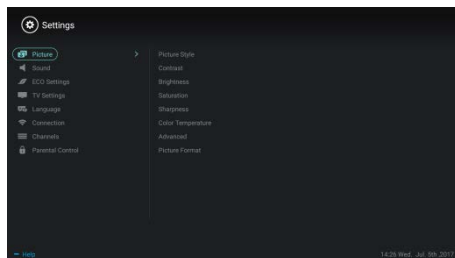 Settings
Picture >
Sound
ECO Settings
TV Settings
Language
Connection
Channels
Parental Control
Picture Style
Contrast
Brightness
Saturation
Sharpness
Color Temperature
Advanced
Picture Format
Help
14:26 Wed. Jul. 5th ,2017